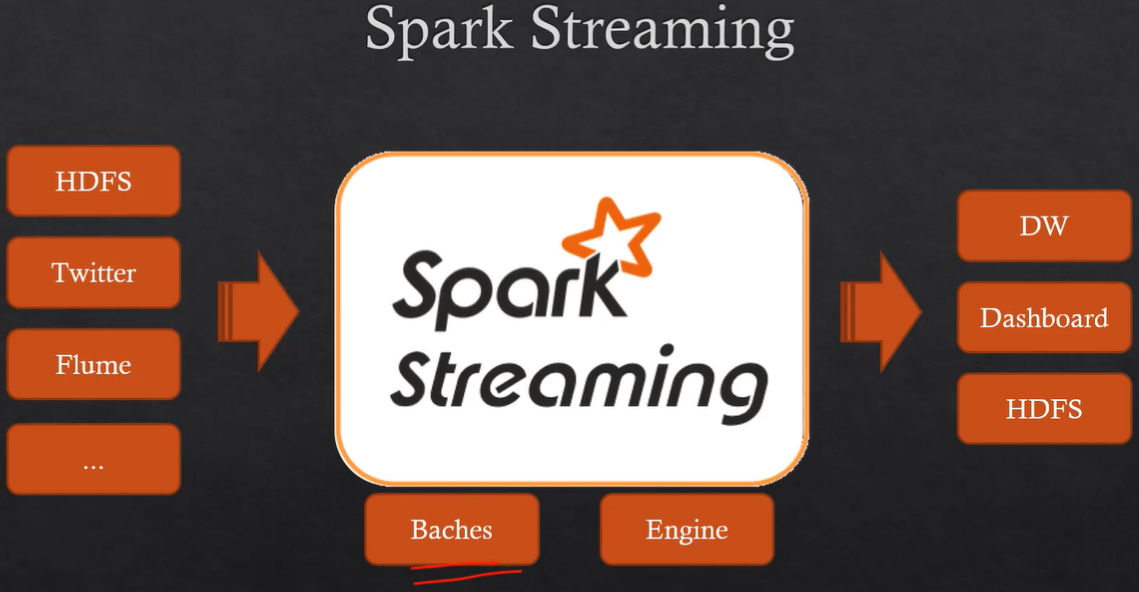 Spark Streaming
HDFS
Twitter
Flume
...
Spark
Streaming
Baches
Engine
DW
Dashboard
HDFS